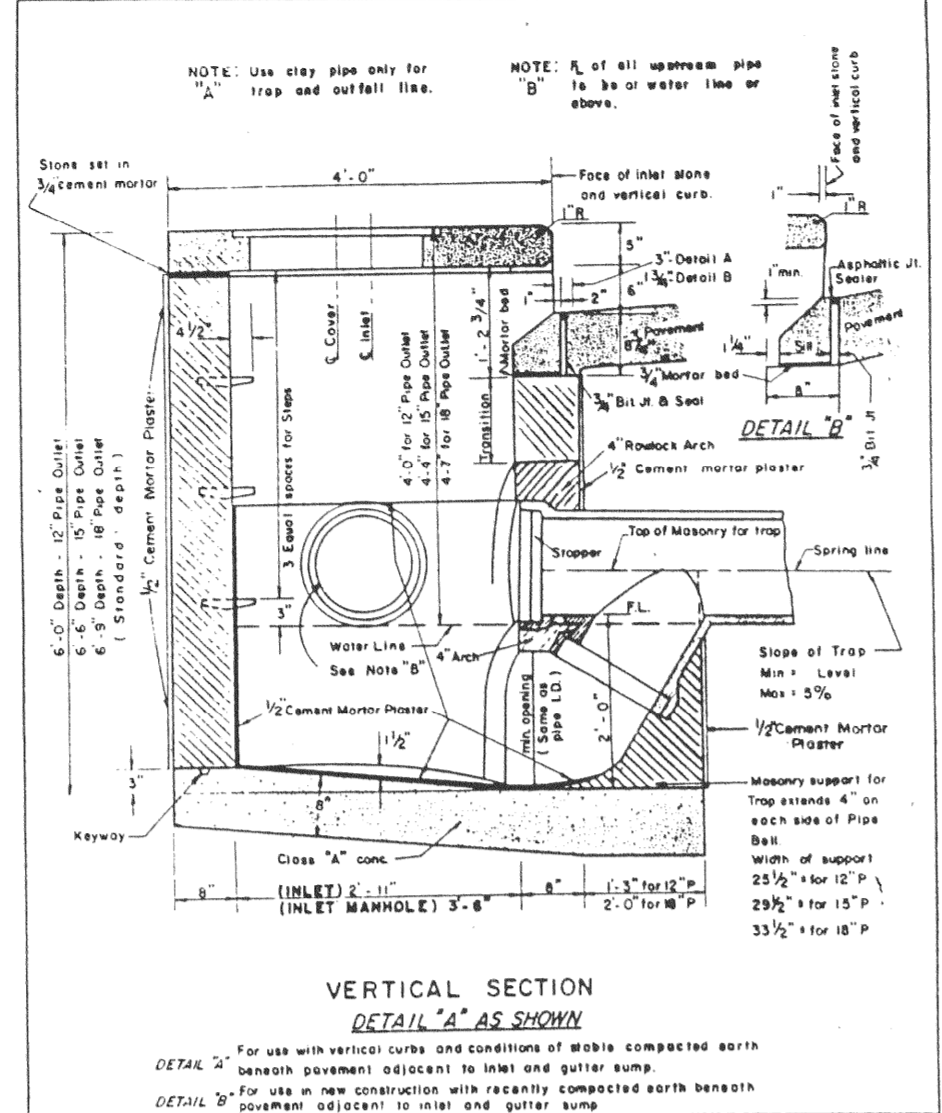 NOTE: Use clay pipe only for
"A" trap and outfall line.
NOTE: ℄ of all upstream pipe
"B" to be at water line or
above.
Face of inlet stone
and vertical curb
Stone set in
3/4" cement mortar
4'-0"
Face of inlet stone
and vertical curb.
1"
1"R
1"R
5"
3"-Detail A
1 3/4"-Detail B
6"
1"
2"
1" min.
Asphaltic Jt.
Sealer
Pavement
1 1/4"
Sill
8"
3/4" Bit Jt
DETAIL "B"
4 1/2"
℄ Cover
℄ Inlet
1'-2 3/4"
Mortar bed
Pavement
3/4" Mortar bed
3/4" Bit Jt. & Seal
Transition
4'-0" for 12" Pipe Outlet
4'-4" for 15" Pipe Outlet
4'-7" for 18" Pipe Outlet
4" Rowlock Arch
1/2" Cement mortar plaster
6'-0" Depth - 12" Pipe Outlet
6'-6" Depth - 15" Pipe Outlet
6'-9" Depth - 18" Pipe Outlet
(Standard depth)
1/2" Cement Mortar Plaster
3 Equal spaces for Steps
3"
Stopper
Top of Masonry for trap
Spring line
F.L.
Water Line
See Note "B"
4" Arch
Slope of Trap
Min = Level
Max = 5%
1/2" Cement Mortar Plaster
min. opening
(Same as
pipe I.D.)
2'-0"
1/2" Cement Mortar
Plaster
1 1/2"
3"
8"
Keyway
Class "A" conc.
Masonry support for
Trap extends 4" on
each side of Pipe
Bell.
Width of support
25 1/2" = for 12" P
29 1/2" = for 15" P
33 1/2" = for 18" P
8"
(INLET) 2'-11"
(INLET MANHOLE) 3'-6"
8"
1'-3" for 12" P
2'-0" for 18" P
VERTICAL SECTION
DETAIL "A" AS SHOWN
DETAIL "A" For use with vertical curbs and conditions of stable compacted earth
beneath pavement adjacent to inlet and gutter sump.
DETAIL "B" For use in new construction with recently compacted earth beneath
pavement adjacent to inlet and gutter sump